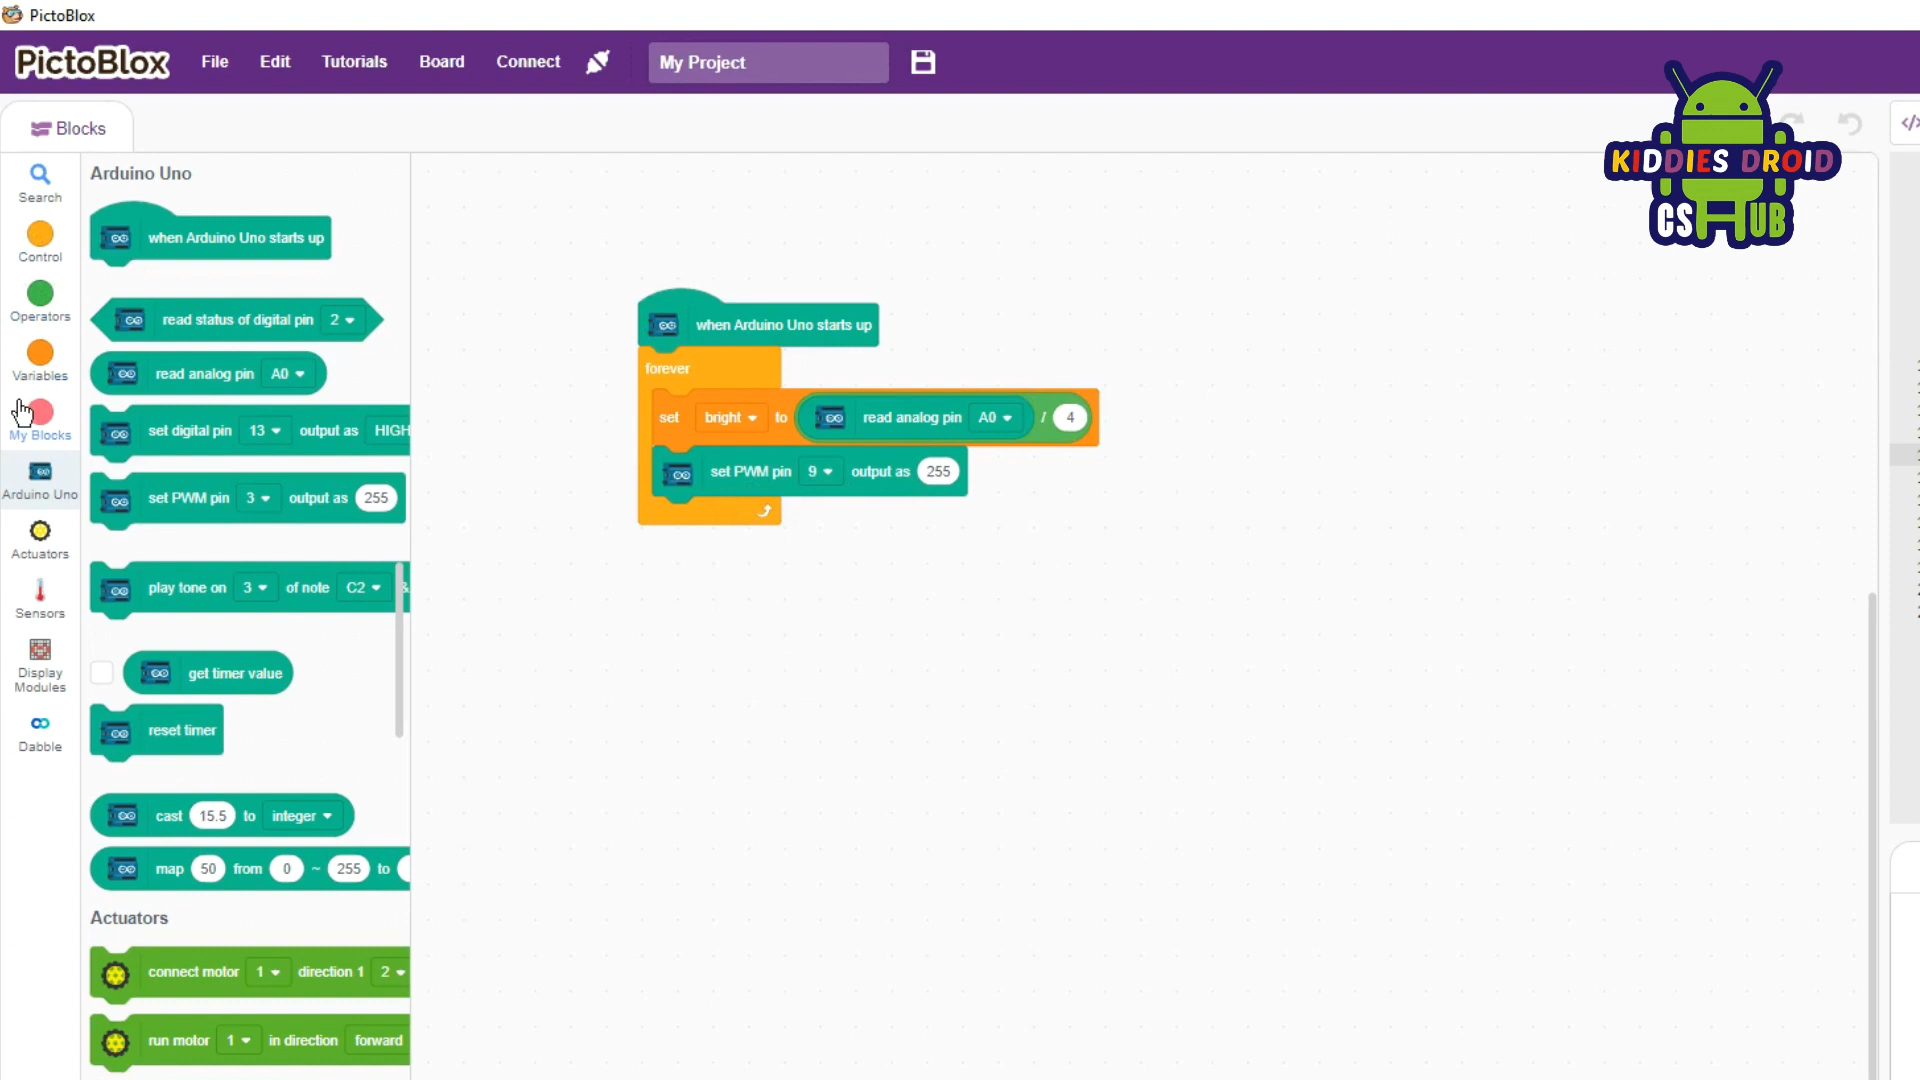 PictoBlox
PictoBlox File Edit Tutorials Board Connect My Project
Blocks
</>
KIDDIES DROID
CS HUB
Search
Control
Operators
Variables
My Blocks
Arduino Uno
Actuators
Sensors
Display
Modules
Dabble
Arduino Uno
when Arduino Uno starts up
read status of digital pin 2
read analog pin A0
set digital pin 13 output as HIGH
set PWM pin 3 output as 255
play tone on 3 of note C2
get timer value
reset timer
cast 15.5 to integer
map 50 from 0 ~ 255 to
Actuators
connect motor 1 direction 1 2
run motor 1 in direction forward
when Arduino Uno starts up
forever
set bright to read analog pin A0 / 4
set PWM pin 9 output as 255